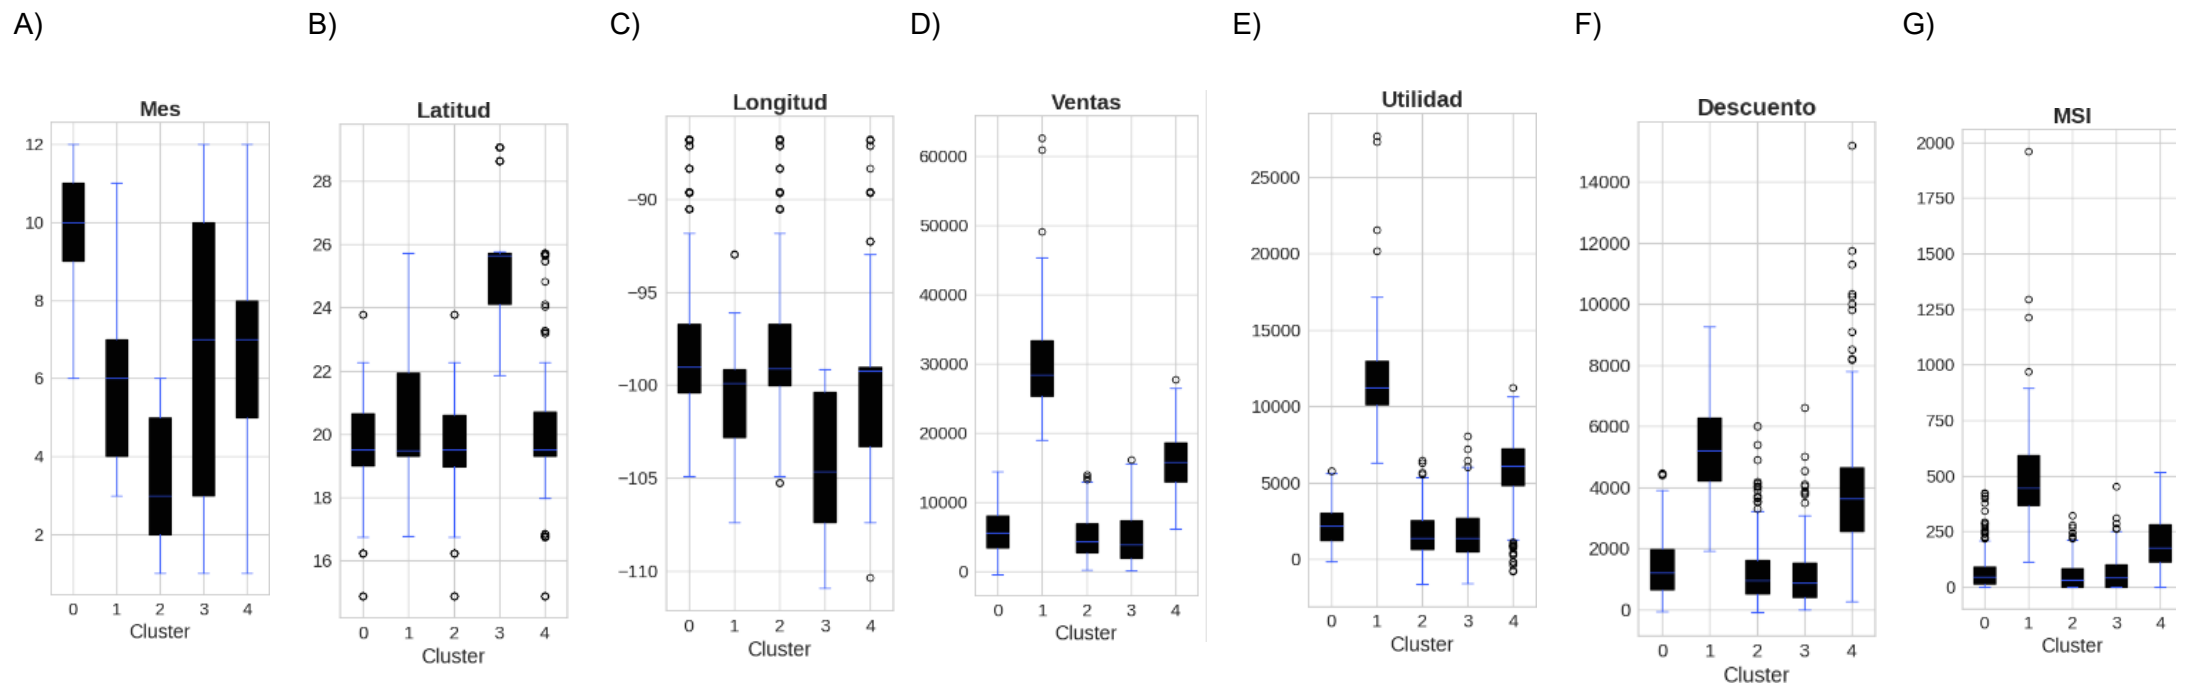 A)
B)
C)
D)
E)
F)
G)
Mes
12
10
8
6
4
2
0 1 2 3 4
Cluster
Latitud
28
26
24
22
20
18
16
0 1 2 3 4
Cluster
Longitud
−90
−95
−100
−105
−110
0 1 2 3 4
Cluster
Ventas
60000
50000
40000
30000
20000
10000
0
0 1 2 3 4
Cluster
Utilidad
25000
20000
15000
10000
5000
0
0 1 2 3 4
Cluster
Descuento
14000
12000
10000
8000
6000
4000
2000
0
0 1 2 3 4
Cluster
MSI
2000
1750
1500
1250
1000
750
500
250
0
0 1 2 3 4
Cluster